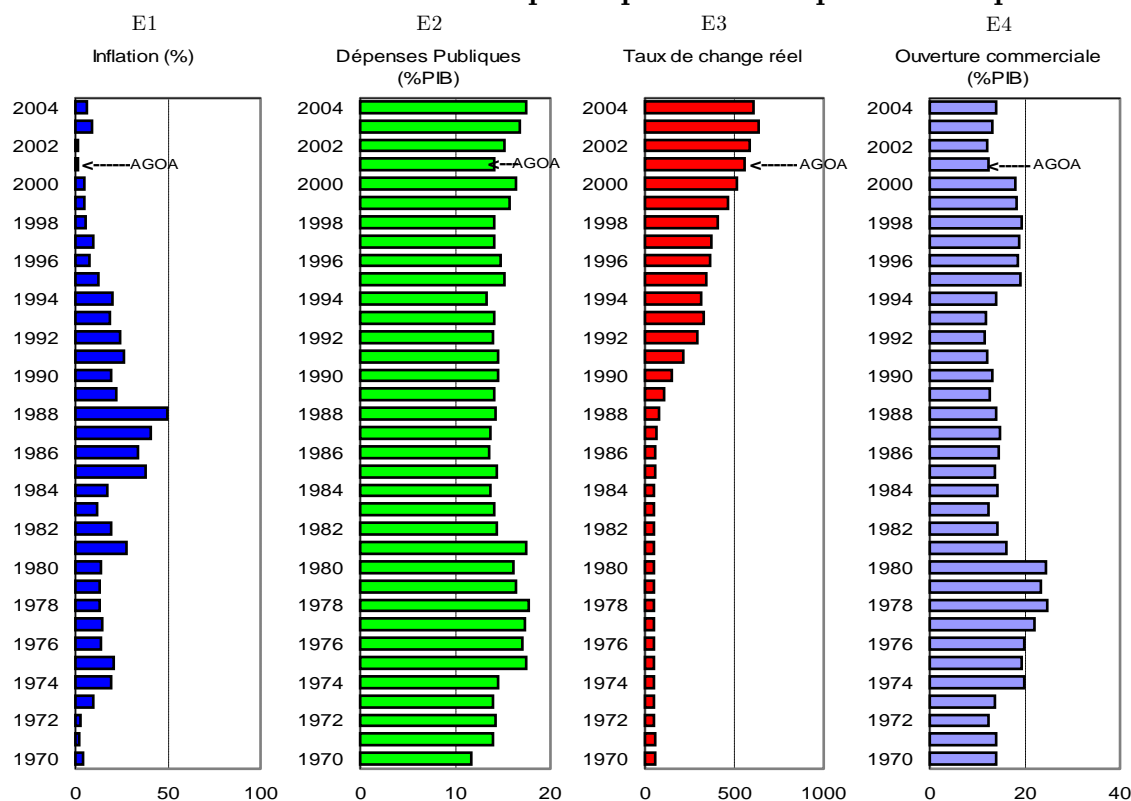 E1 E2 E3 E4
Inflation (%) Dépenses Publiques Taux de change réel Ouverture commerciale
(%PIB) (%PIB)
2004 2004 2004 2004
2002 2002 2002 2002
AGOA AGOA AGOA AGOA
2000 2000 2000 2000
1998 1998 1998 1998
1996 1996 1996 1996
1994 1994 1994 1994
1992 1992 1992 1992
1990 1990 1990 1990
1988 1988 1988 1988
1986 1986 1986 1986
1984 1984 1984 1984
1982 1982 1982 1982
1980 1980 1980 1980
1978 1978 1978 1978
1976 1976 1976 1976
1974 1974 1974 1974
1972 1972 1972 1972
1970 1970 1970 1970
0 50 100 0 10 20 0 500 1000 0 20 40